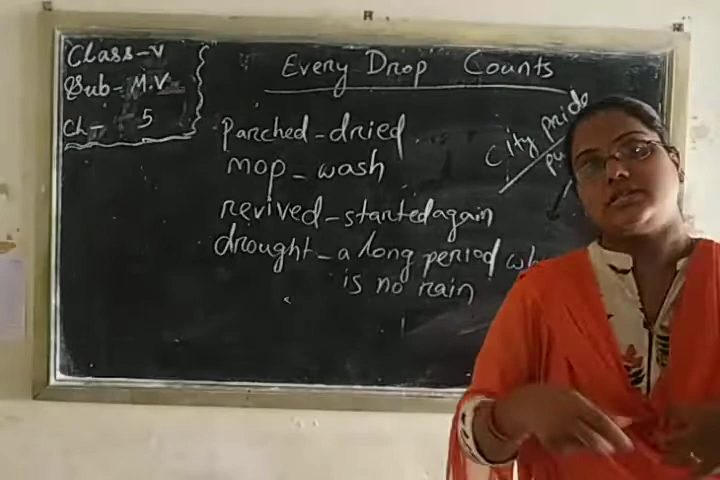 Class-V
Sub- M.V
Ch- 5
Every Drop Counts
parched-dried
mop-wash
revived-started again
drought-a long period
is no rain
City pride